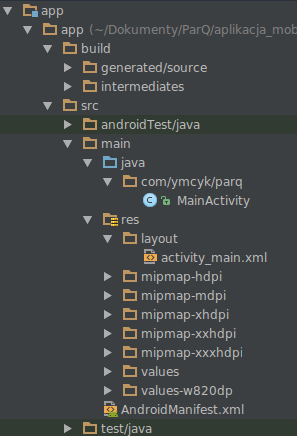 app
app (~/Dokumenty/ParQ/aplikacja_mob
build
generated/source
intermediates
src
androidTest/java
main
java
com/ymcyk/parq
MainActivity
res
layout
activity_main.xml
mipmap-hdpi
mipmap-mdpi
mipmap-xhdpi
mipmap-xxhdpi
mipmap-xxxhdpi
values
values-w820dp
AndroidManifest.xml
test/java